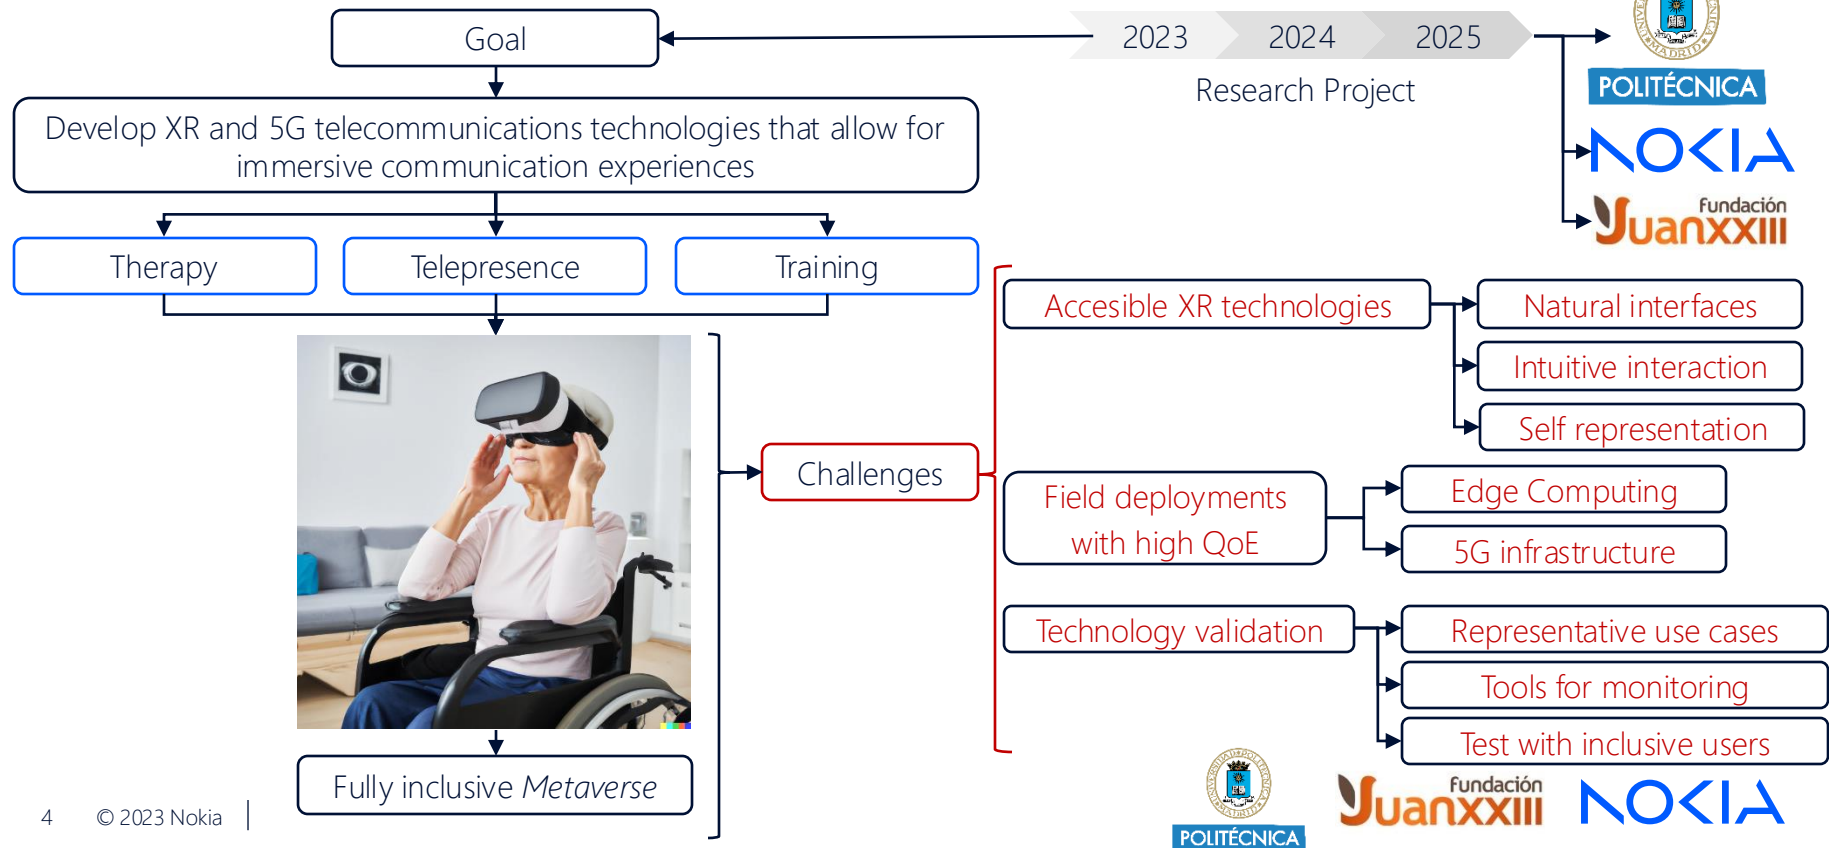 Goal
2023
2024
2025
Research Project
MADRID
POLITÉCNICA
NOKIA
fundación
Juanxxiii
Develop XR and 5G telecommunications technologies that allow for
immersive communication experiences
Therapy
Telepresence
Training
Challenges
Accesible XR technologies
Natural interfaces
Intuitive interaction
Self representation
Field deployments
with high QoE
Edge Computing
5G infrastructure
Technology validation
Representative use cases
Tools for monitoring
Test with inclusive users
Fully inclusive Metaverse
4
© 2023 Nokia
POLITÉCNICA
fundación
Juanxxiii
NOKIA